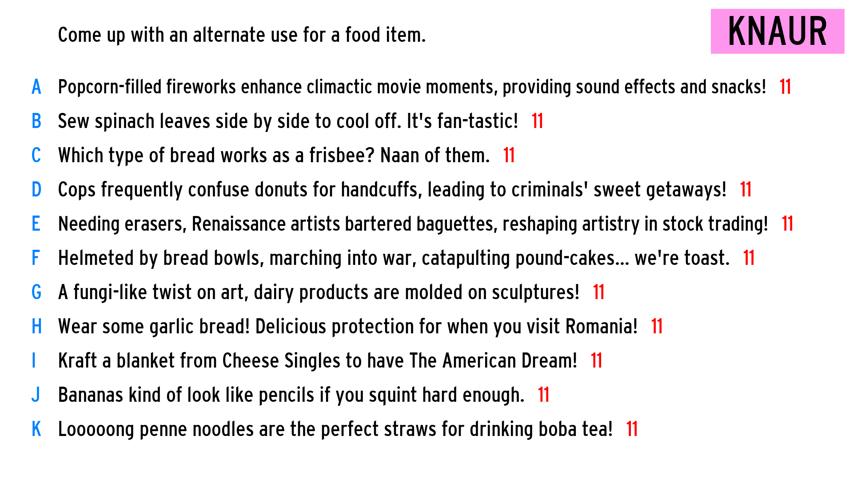 Come up with an alternate use for a food item.
KNAUR
A Popcorn-filled fireworks enhance climactic movie moments, providing sound effects and snacks! 11
B Sew spinach leaves side by side to cool off. It's fan-tastic! 11
C Which type of bread works as a frisbee? Naan of them. 11
D Cops frequently confuse donuts for handcuffs, leading to criminals' sweet getaways! 11
E Needing erasers, Renaissance artists bartered baguettes, reshaping artistry in stock trading! 11
F Helmeted by bread bowls, marching into war, catapulting pound-cakes... we're toast. 11
G A fungi-like twist on art, dairy products are molded on sculptures! 11
H Wear some garlic bread! Delicious protection for when you visit Romania! 11
I Kraft a blanket from Cheese Singles to have The American Dream! 11
J Bananas kind of look like pencils if you squint hard enough. 11
K Looooong penne noodles are the perfect straws for drinking boba tea! 11